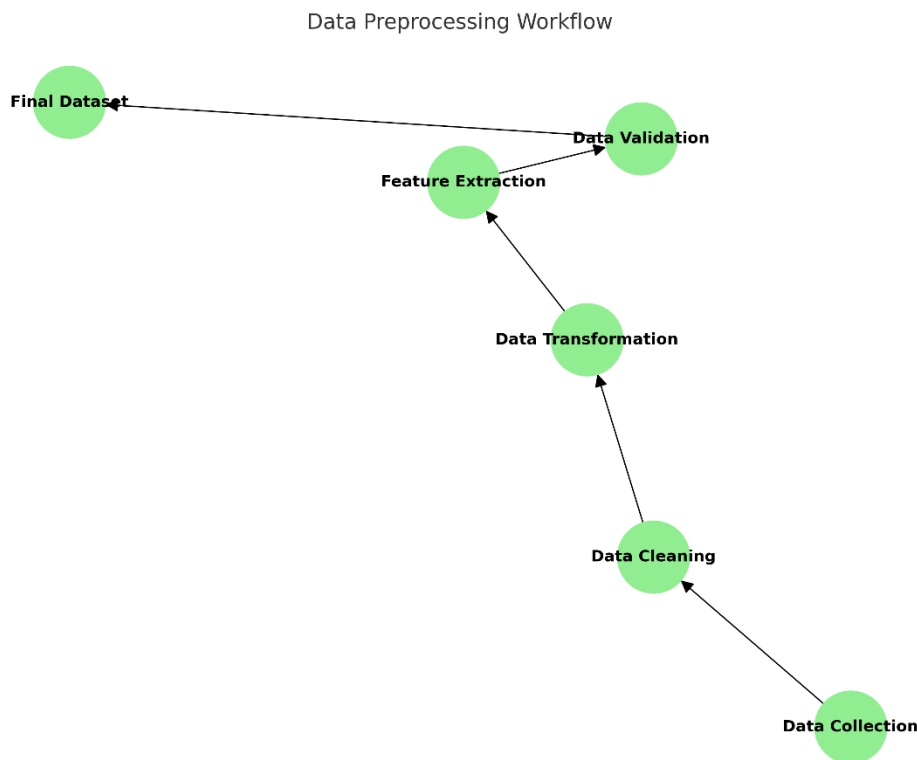 Data Preprocessing Workflow
Final Dataset
Data Validation
Feature Extraction
Data Transformation
Data Cleaning
Data Collection